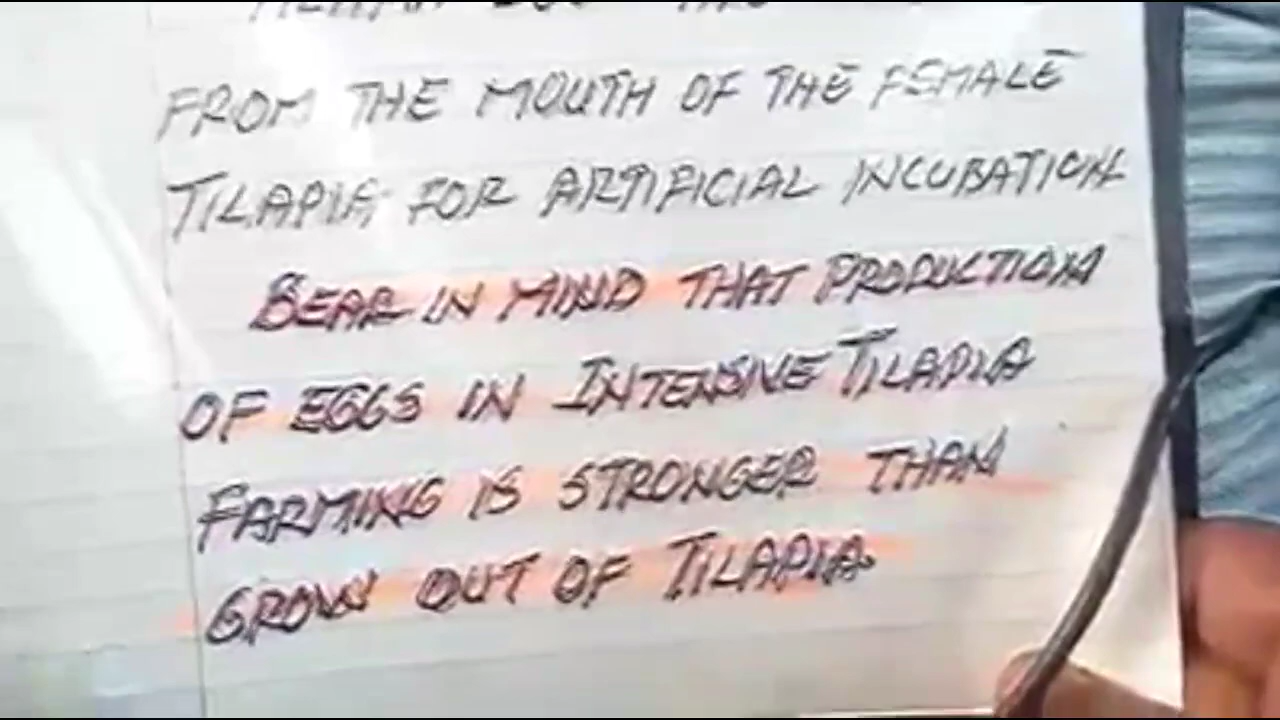 FROM THE MOUTH OF THE FEMALE
TILAPIA FOR ARTIFICIAL INCUBATION
BEAR IN MIND THAT PRODUCTION
OF EGGS IN INTENSIVE TILAPIA
FARMING IS STRONGER THAN
GROW OUT OF TILAPIA.